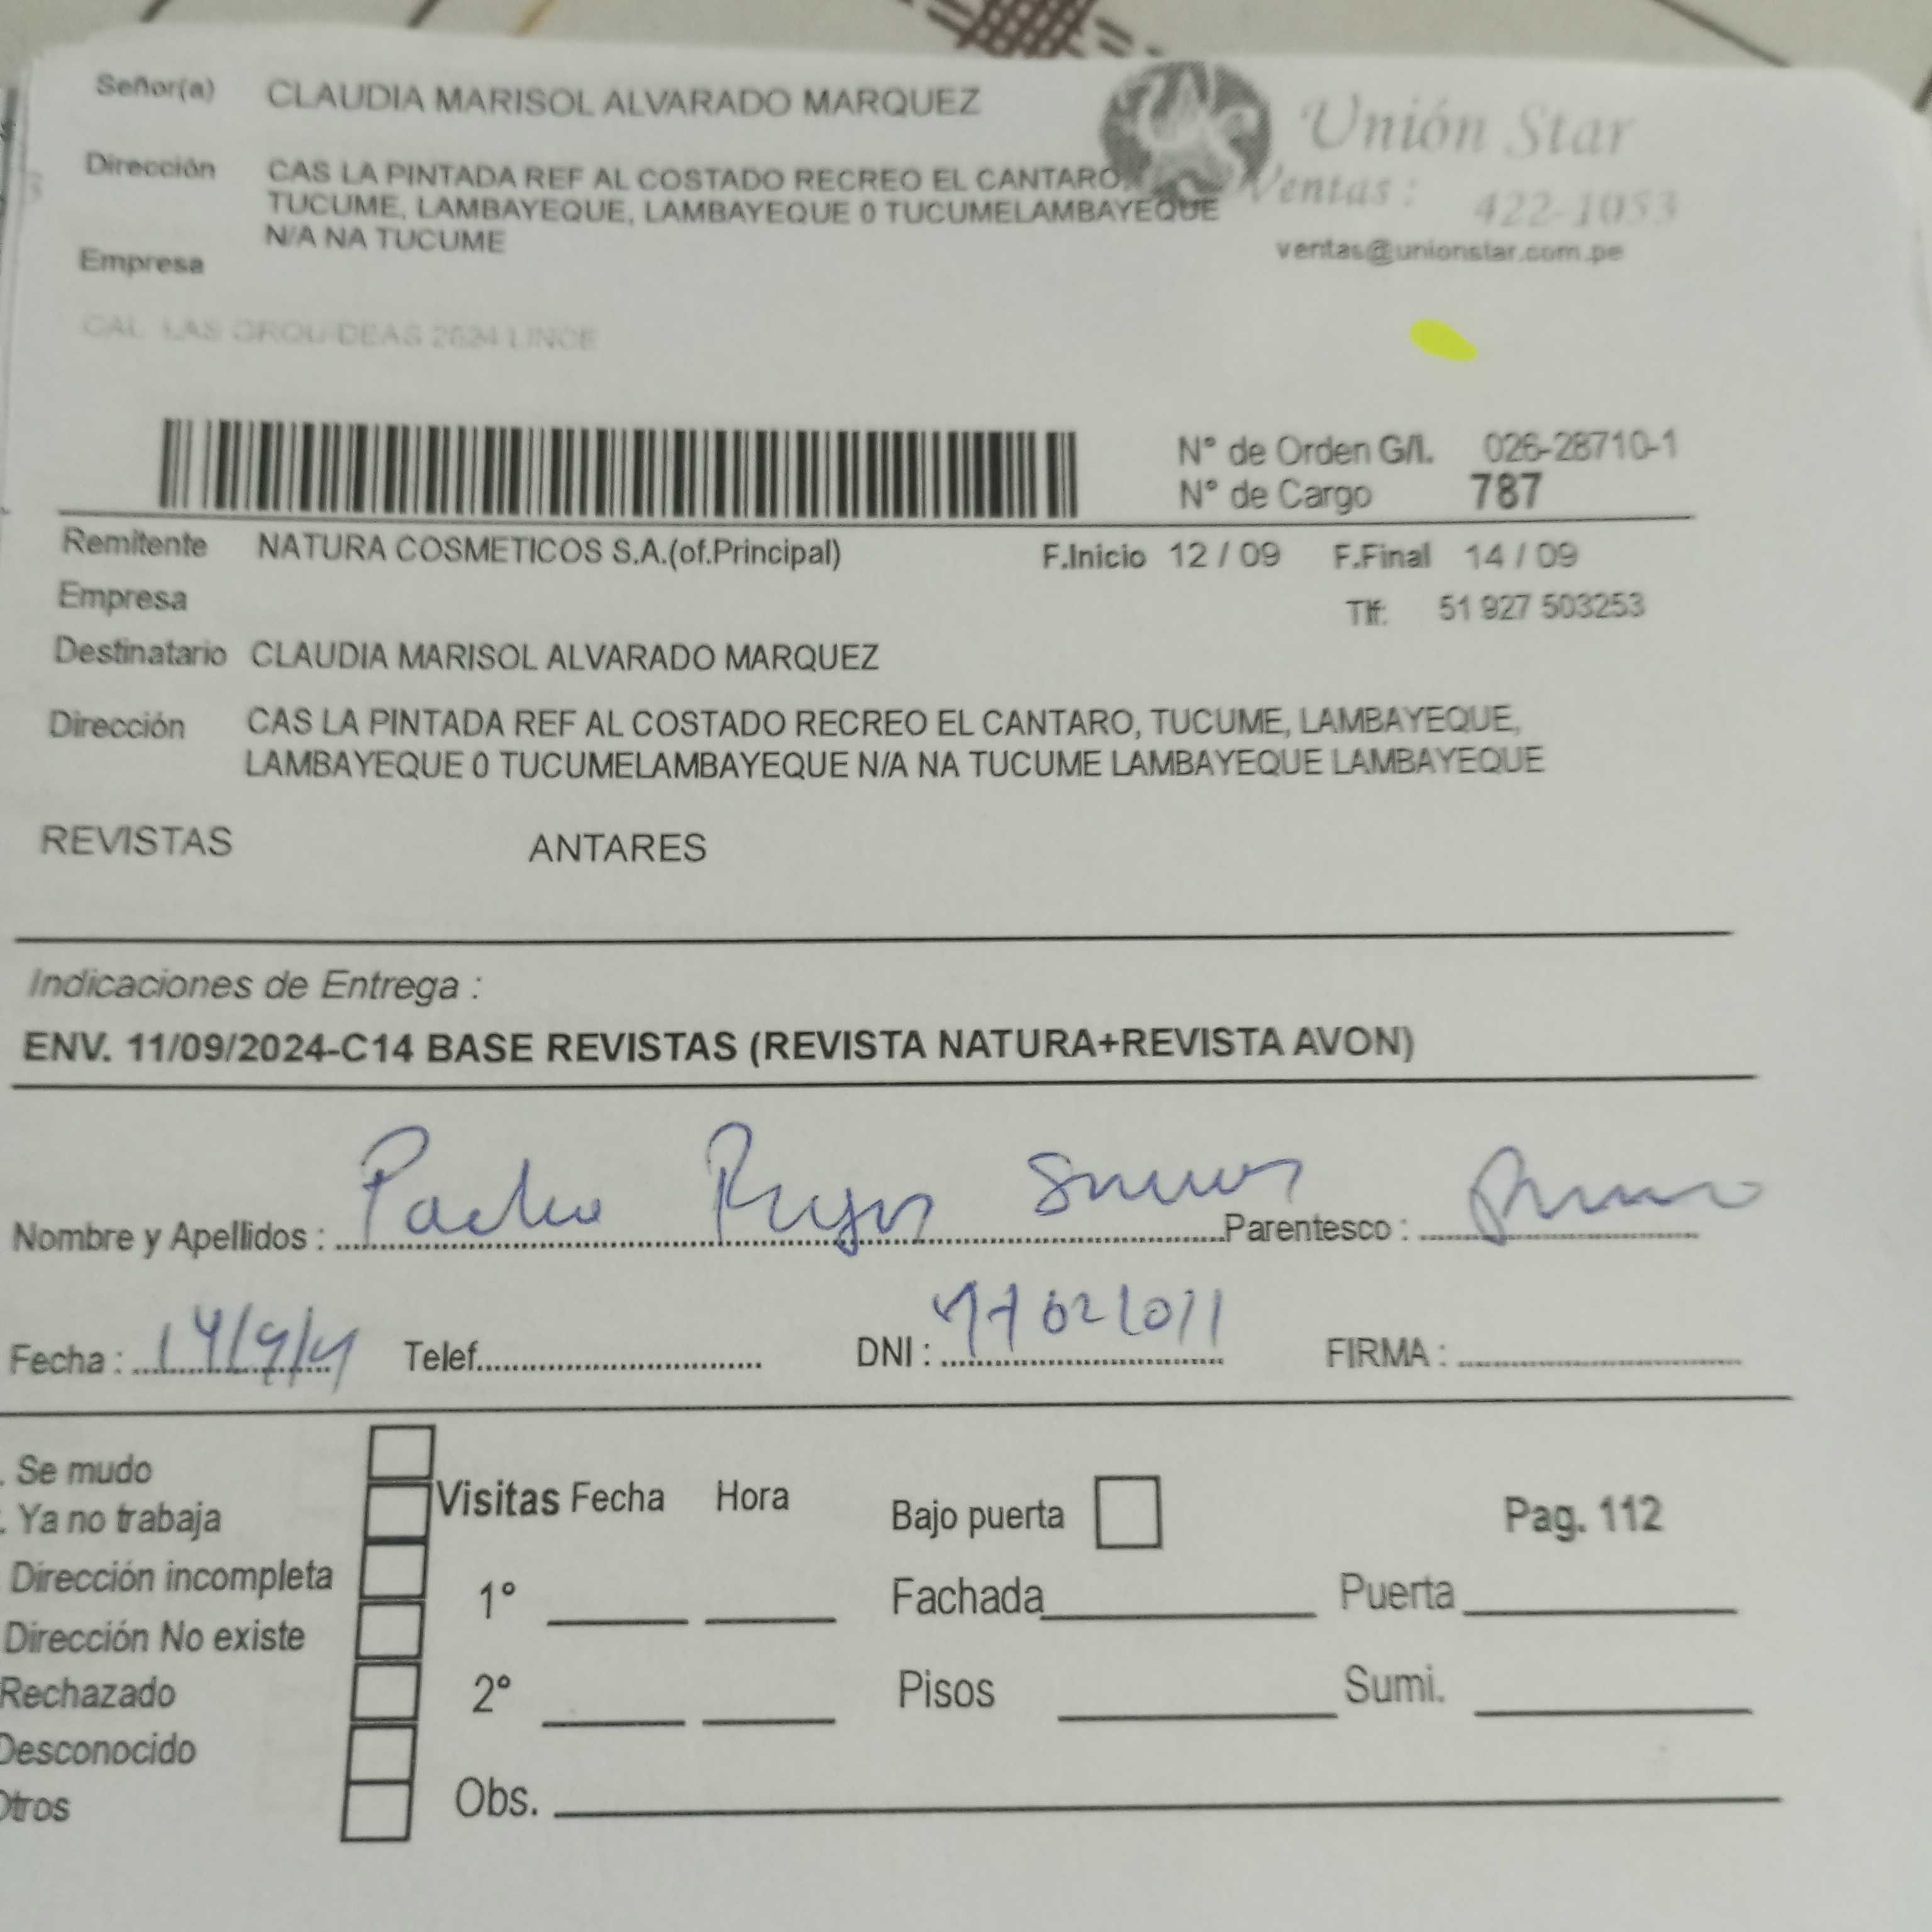 Señor(a) CLAUDIA MARISOL ALVARADO MARQUEZ
Unión Star
Dirección CAS LA PINTADA REF AL COSTADO RECREO EL CANTARO,
TUCUME, LAMBAYEQUE, LAMBAYEQUE 0 TUCUMELAMBAYEQUE
N/A NA TUCUME
Ventas : 422-1053
ventas@unionstar.com.pe
Empresa
CAL LAS ORQUIDEAS 2634 LINCE
N° de Orden G/I. 026-28710-1
N° de Cargo 787
Remitente NATURA COSMETICOS S.A.(of.Principal) F.Inicio 12 / 09 F.Final 14 / 09
Empresa Tlf: 51 927 503253
Destinatario CLAUDIA MARISOL ALVARADO MARQUEZ
Dirección CAS LA PINTADA REF AL COSTADO RECREO EL CANTARO, TUCUME, LAMBAYEQUE,
LAMBAYEQUE 0 TUCUMELAMBAYEQUE N/A NA TUCUME LAMBAYEQUE LAMBAYEQUE
REVISTAS ANTARES
Indicaciones de Entrega :
ENV. 11/09/2024-C14 BASE REVISTAS (REVISTA NATURA+REVISTA AVON)
Nombre y Apellidos : Parentesco :
Fecha : Telef. DNI : FIRMA :
Se mudo
Ya no trabaja
Dirección incompleta
Dirección No existe
Rechazado
Desconocido
Otros
Visitas Fecha Hora
1°
2°
Obs.
Bajo puerta Pag. 112
Fachada Puerta
Pisos Sumi.